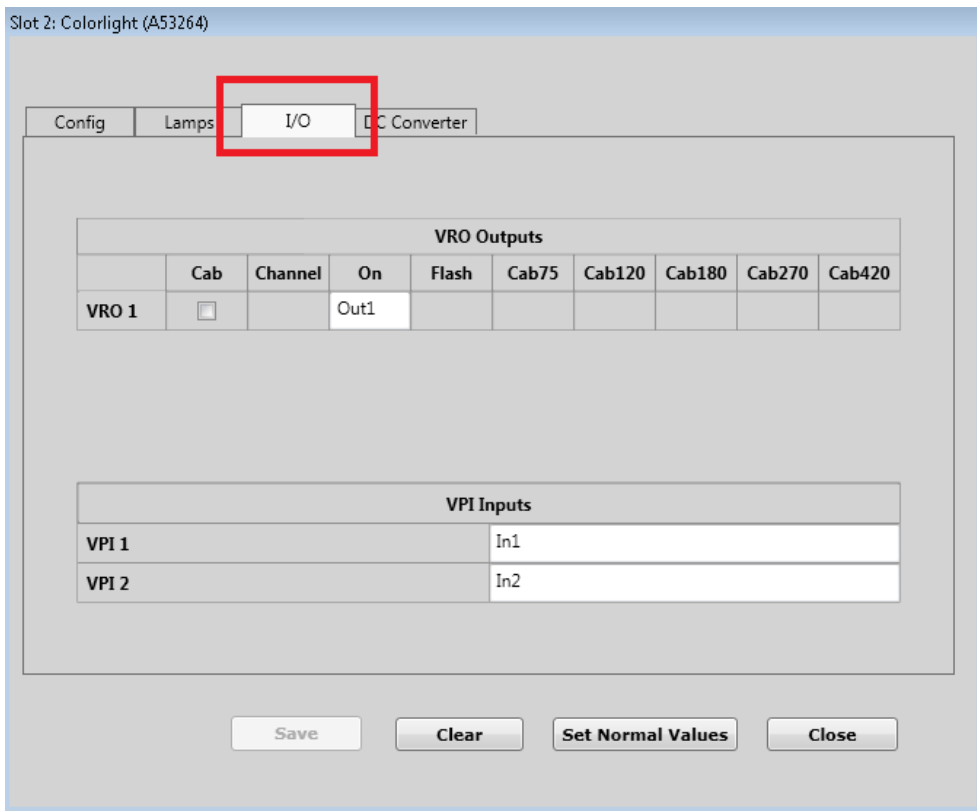 Slot 2: Colorlight (A53264)
Config Lamps I/O DC Converter
VRO Outputs
Cab Channel On Flash Cab75 Cab120 Cab180 Cab270 Cab420
VRO 1 Out1
VPI Inputs
VPI 1 In1
VPI 2 In2
Save Clear Set Normal Values Close